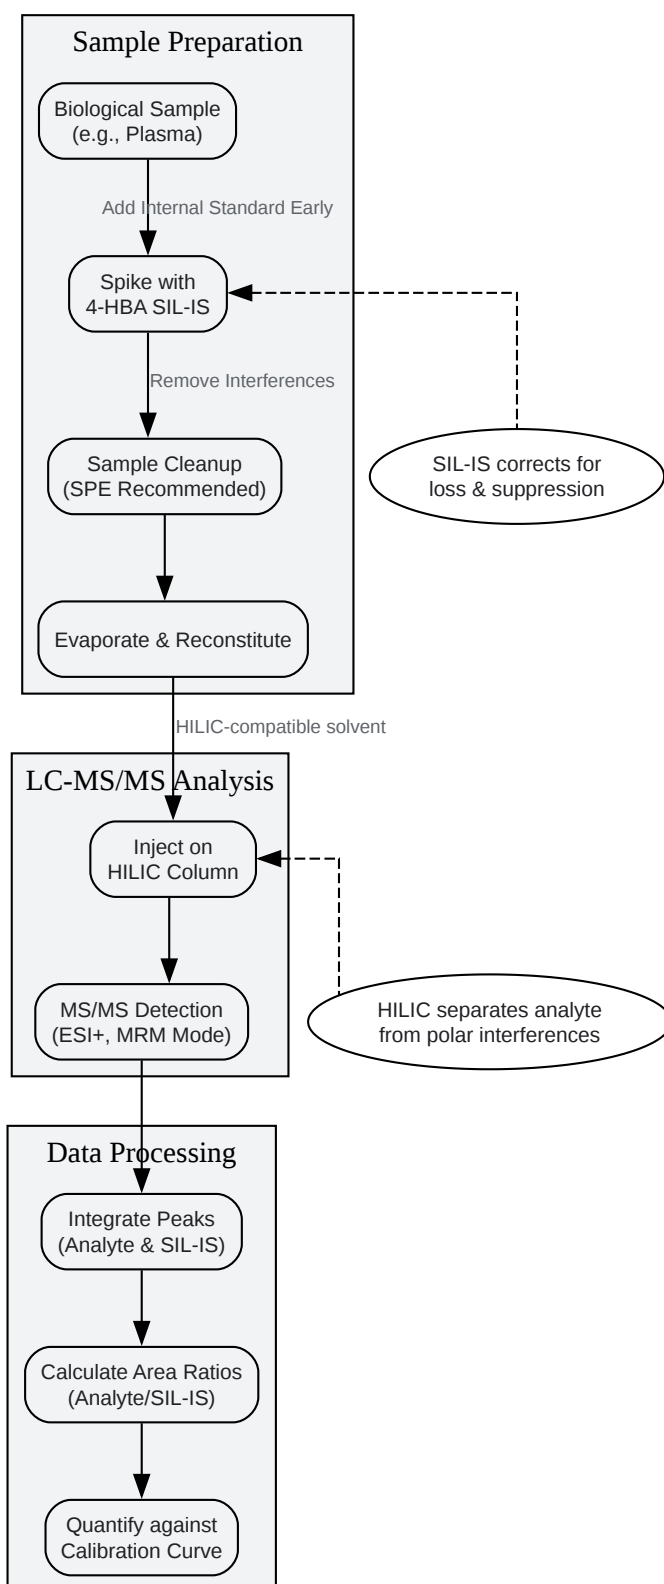 Sample Preparation
Biological Sample
(e.g., Plasma)
Add Internal Standard Early
Spike with
4-HBA SIL-IS
Remove Interferences
Sample Cleanup
(SPE Recommended)
SIL-IS corrects for
loss & suppression
Evaporate & Reconstitute
HILIC-compatible solvent
LC-MS/MS Analysis
Inject on
HILIC Column
MS/MS Detection
(ESI+, MRM Mode)
HILIC separates analyte
from polar interferences
Data Processing
Integrate Peaks
(Analyte & SIL-IS)
Calculate Area Ratios
(Analyte/SIL-IS)
Quantify against
Calibration Curve